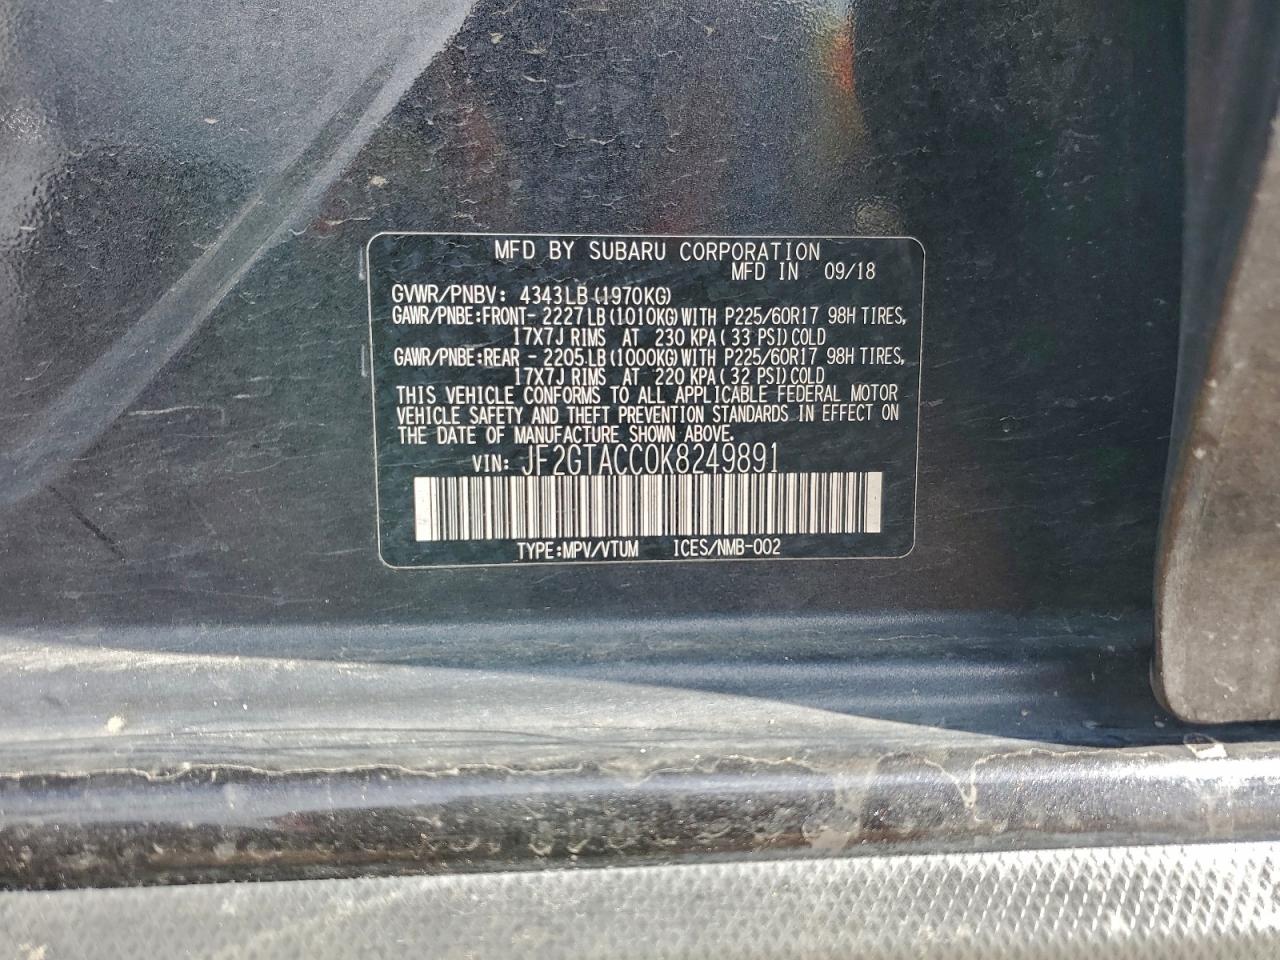 MFD BY SUBARU CORPORATION
MFD IN 09/18
GVWR/PNBV: 4343LB(1970KG)
GAWR/PNBE:FRONT- 2227LB(1010KG)WITH P225/60R17 98H TIRES,
17X7J RIMS AT 230 KPA(33 PSI)COLD
GAWR/PNBE:REAR - 2205LB(1000KG)WITH P225/60R17 98H TIRES,
17X7J RIMS AT 220 KPA(32 PSI)COLD
THIS VEHICLE CONFORMS TO ALL APPLICABLE FEDERAL MOTOR
VEHICLE SAFETY AND THEFT PREVENTION STANDARDS IN EFFECT ON
THE DATE OF MANUFACTURE SHOWN ABOVE.
VIN: JF2GTACC0K8249891
TYPE:MPV/VTUM ICES/NMB-002